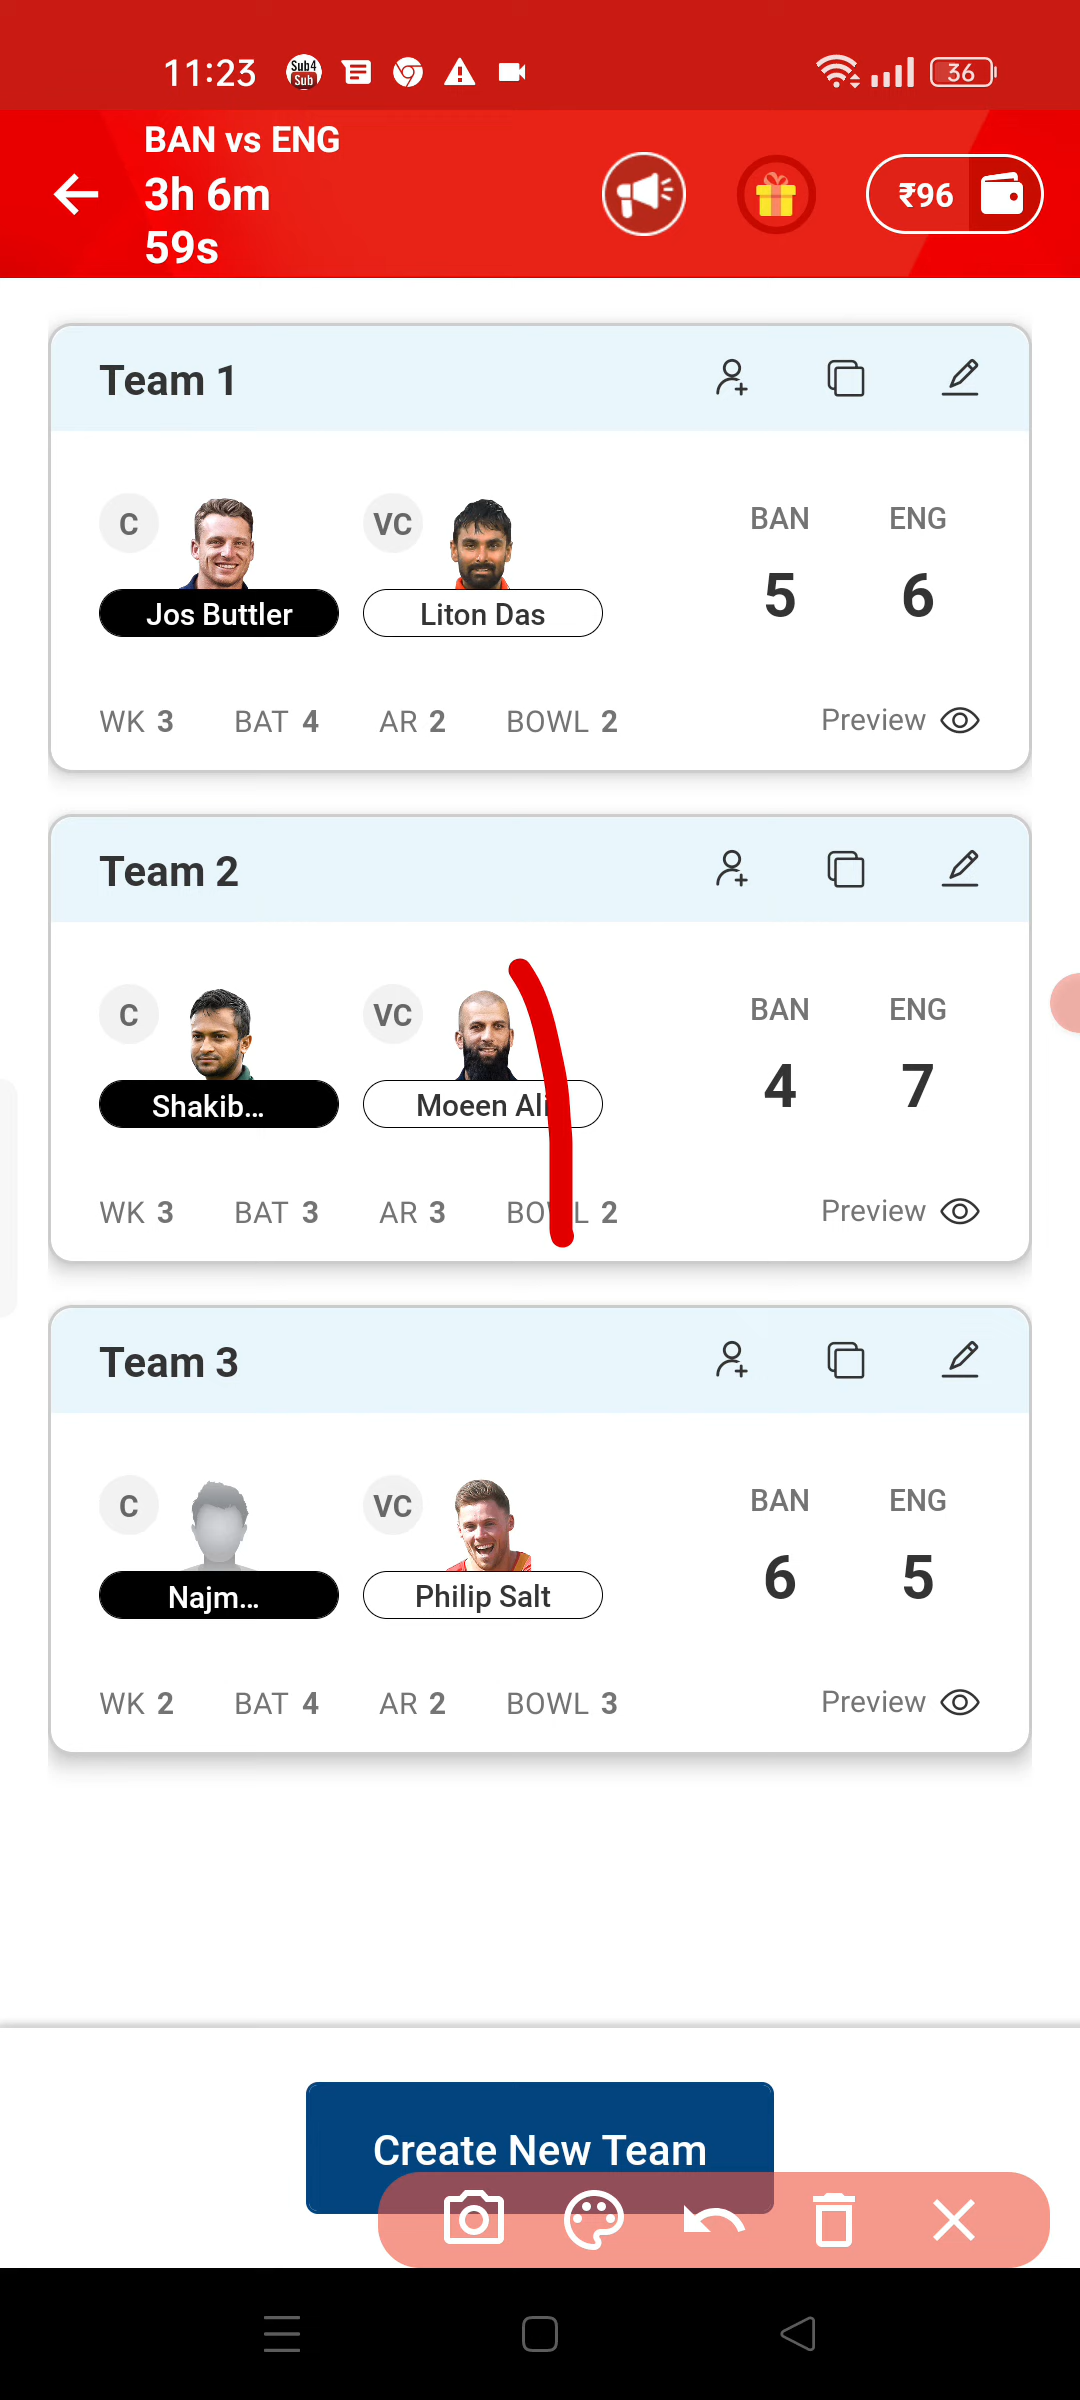 11:23
Sub4
Sub
36
BAN vs ENG
3h 6m
59s
₹96
Team 1
C
VC
BAN ENG
Jos Buttler
Liton Das
5 6
WK 3 BAT 4 AR 2 BOWL 2 Preview
Team 2
C
VC
BAN ENG
Shakib...
Moeen Ali
4 7
WK 3 BAT 3 AR 3 BOWL 2 Preview
Team 3
C
VC
BAN ENG
Najm...
Philip Salt
6 5
WK 2 BAT 4 AR 2 BOWL 3 Preview
Create New Team